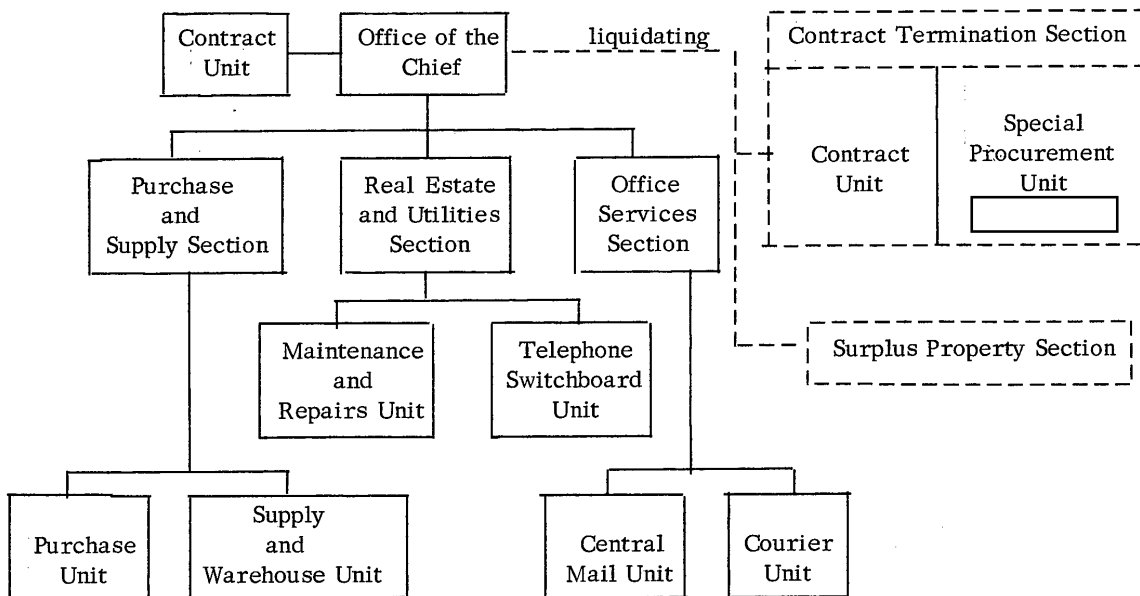 Contract
Unit
Office of the
Chief
liquidating
Contract Termination Section
Contract
Unit
Special
Procurement
Unit
Purchase
and
Supply Section
Real Estate
and Utilities
Section
Office
Services
Section
Surplus Property Section
Maintenance
and
Repairs Unit
Telephone
Switchboard
Unit
Purchase
Unit
Supply
and
Warehouse Unit
Central
Mail Unit
Courier
Unit